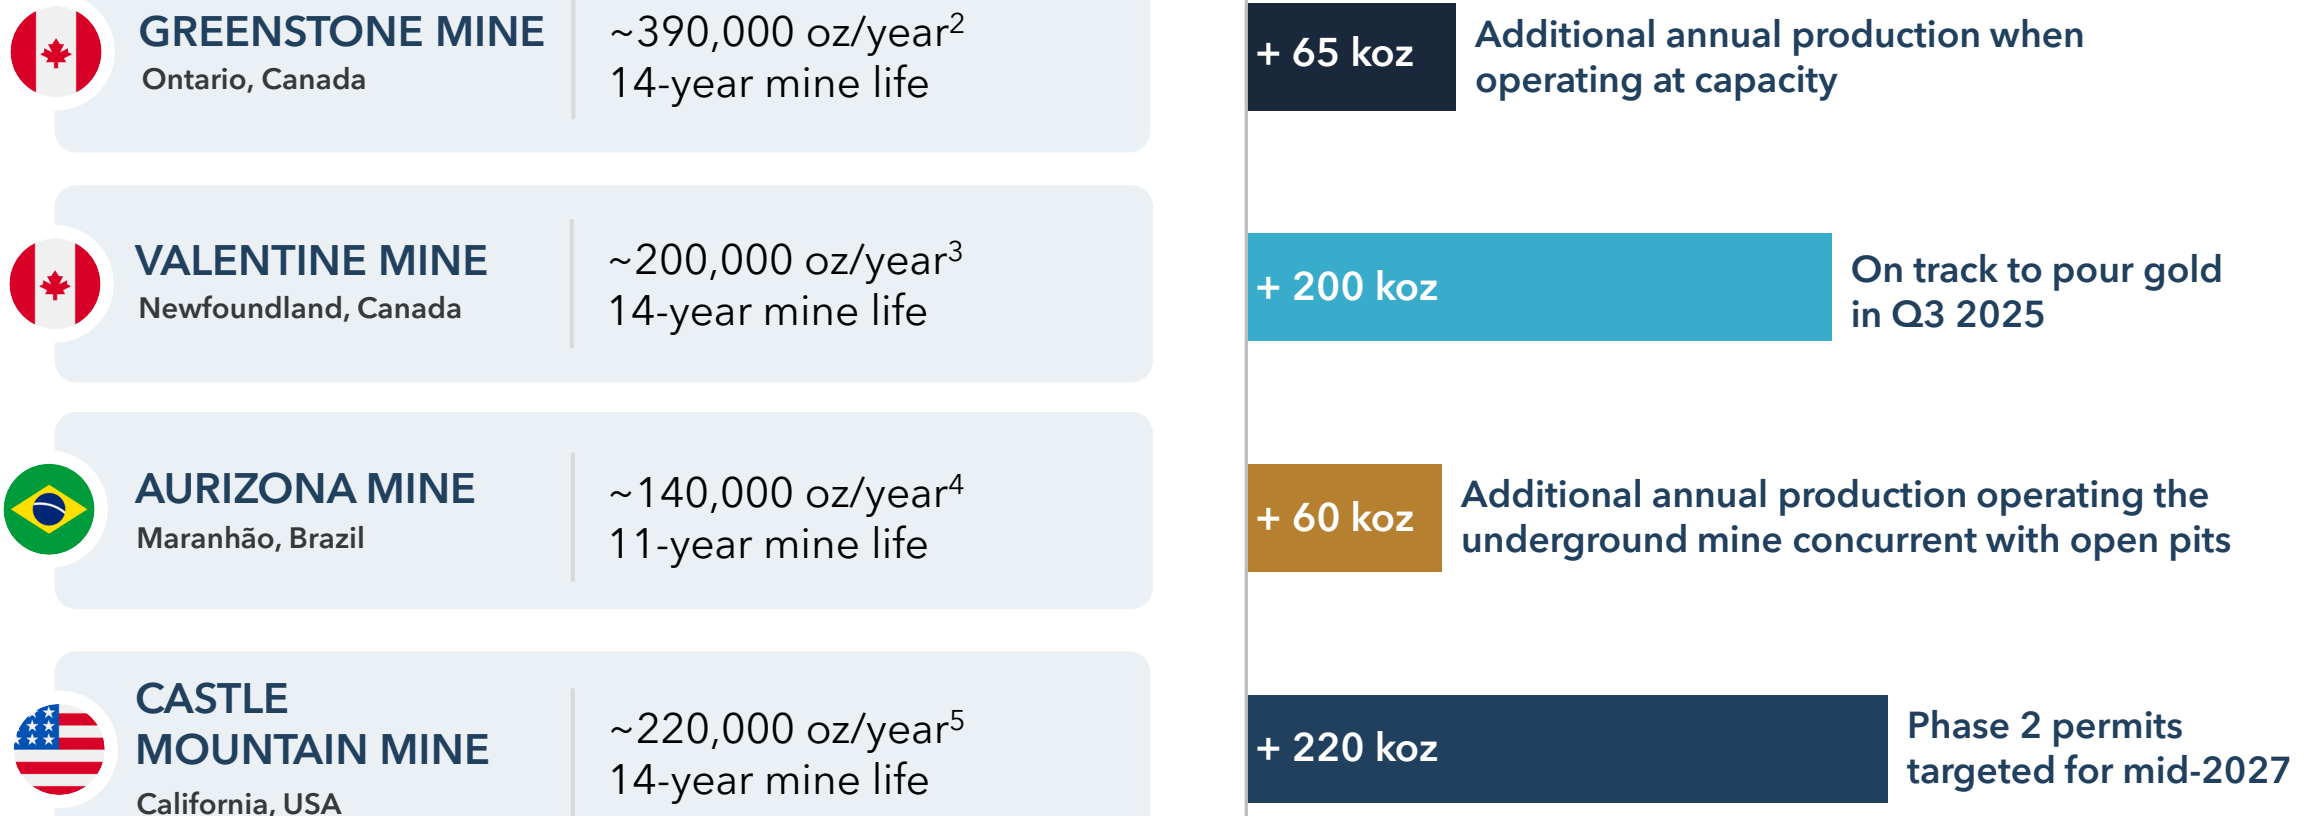 GREENSTONE MINE
Ontario, Canada
~390,000 oz/year²
14-year mine life
+ 65 koz
Additional annual production when
operating at capacity
VALENTINE MINE
Newfoundland, Canada
~200,000 oz/year³
14-year mine life
+ 200 koz
On track to pour gold
in Q3 2025
AURIZONA MINE
Maranhão, Brazil
~140,000 oz/year⁴
11-year mine life
+ 60 koz
Additional annual production operating the
underground mine concurrent with open pits
CASTLE
MOUNTAIN MINE
California, USA
~220,000 oz/year⁵
14-year mine life
+ 220 koz
Phase 2 permits
targeted for mid-2027